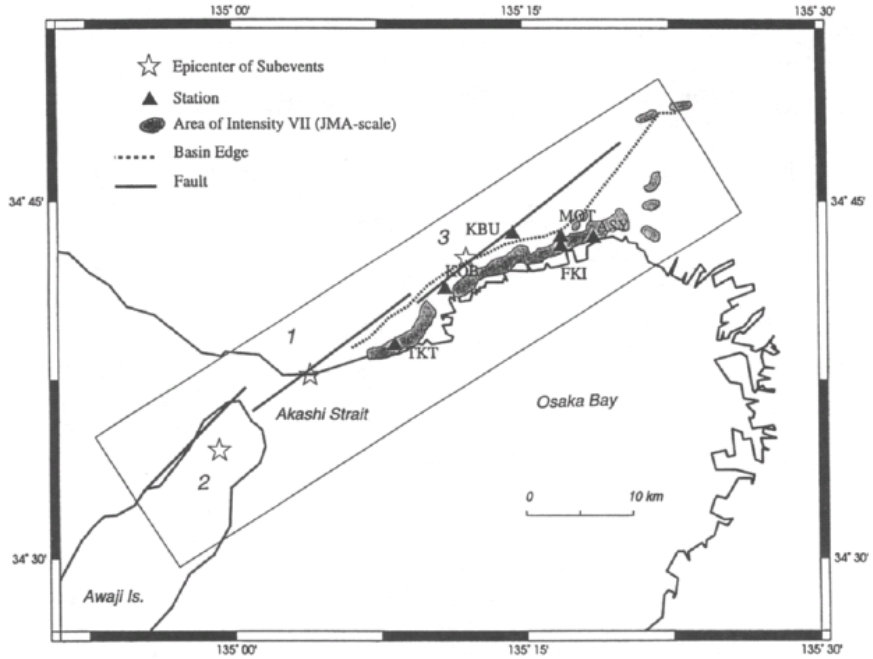 135° 00'
135° 15'
135° 30'
Epicenter of Subevents
Station
Area of Intensity VII (JMA-scale)
Basin Edge
Fault
34° 45'
34° 45'
KBU
MOT
ASY
3
KOB
FKI
1
TKT
Akashi Strait
Osaka Bay
2
0 10 km
34° 30'
34° 30'
Awaji Is.
135° 00'
135° 15'
135° 30'